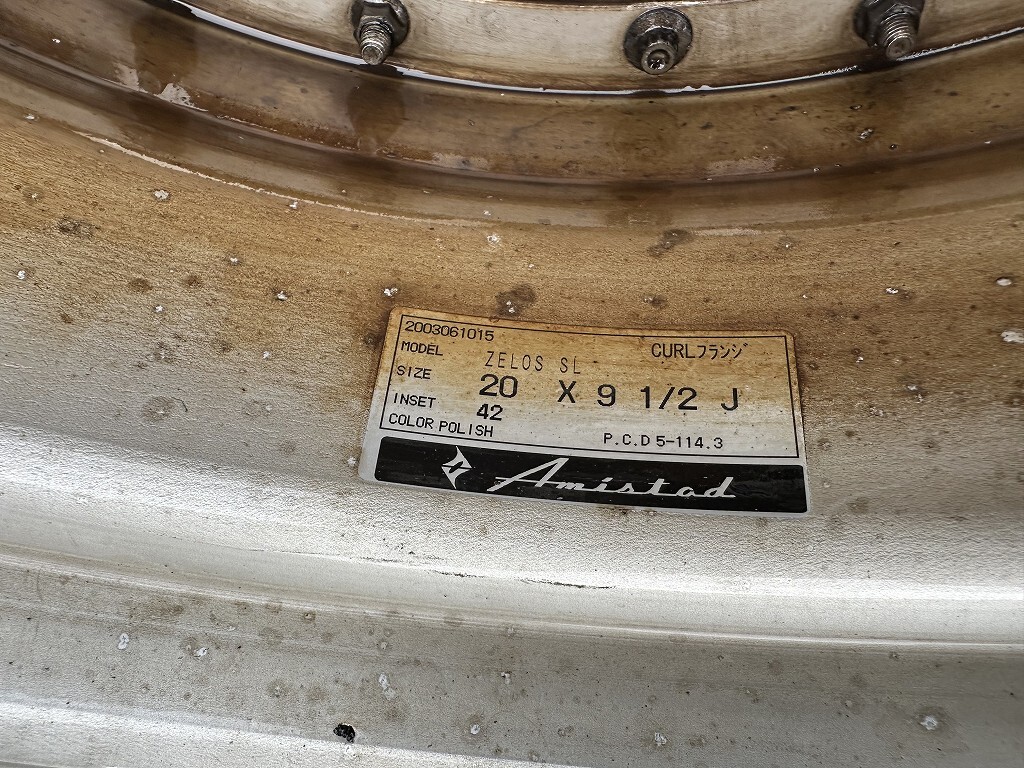 2003061015
MODEL ZELOS SL CURLフランジ
SIZE 20 X 9 1/2 J
INSET 42
COLOR POLISH P.C.D 5-114.3
Amistad